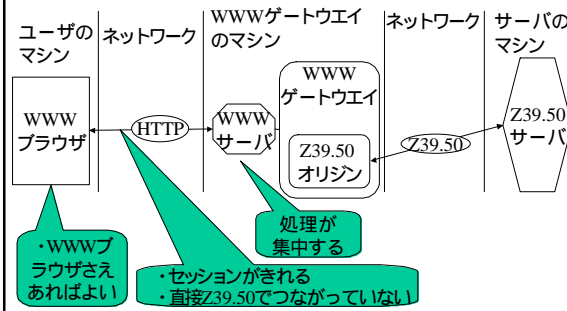 ユーザの
マシン
ネットワーク
WWWゲートウエイ
のマシン
ネットワーク
サーバの
マシン
WWW
ブラウザ
HTTP
WWW
サーバ
WWW
ゲートウエイ
Z39.50
オリジン
Z39.50
Z39.50
サーバ
・WWWブ
ラウザさえ
あればよい
処理が
集中する
・セッションがきれる
・直接Z39.50でつながっていない